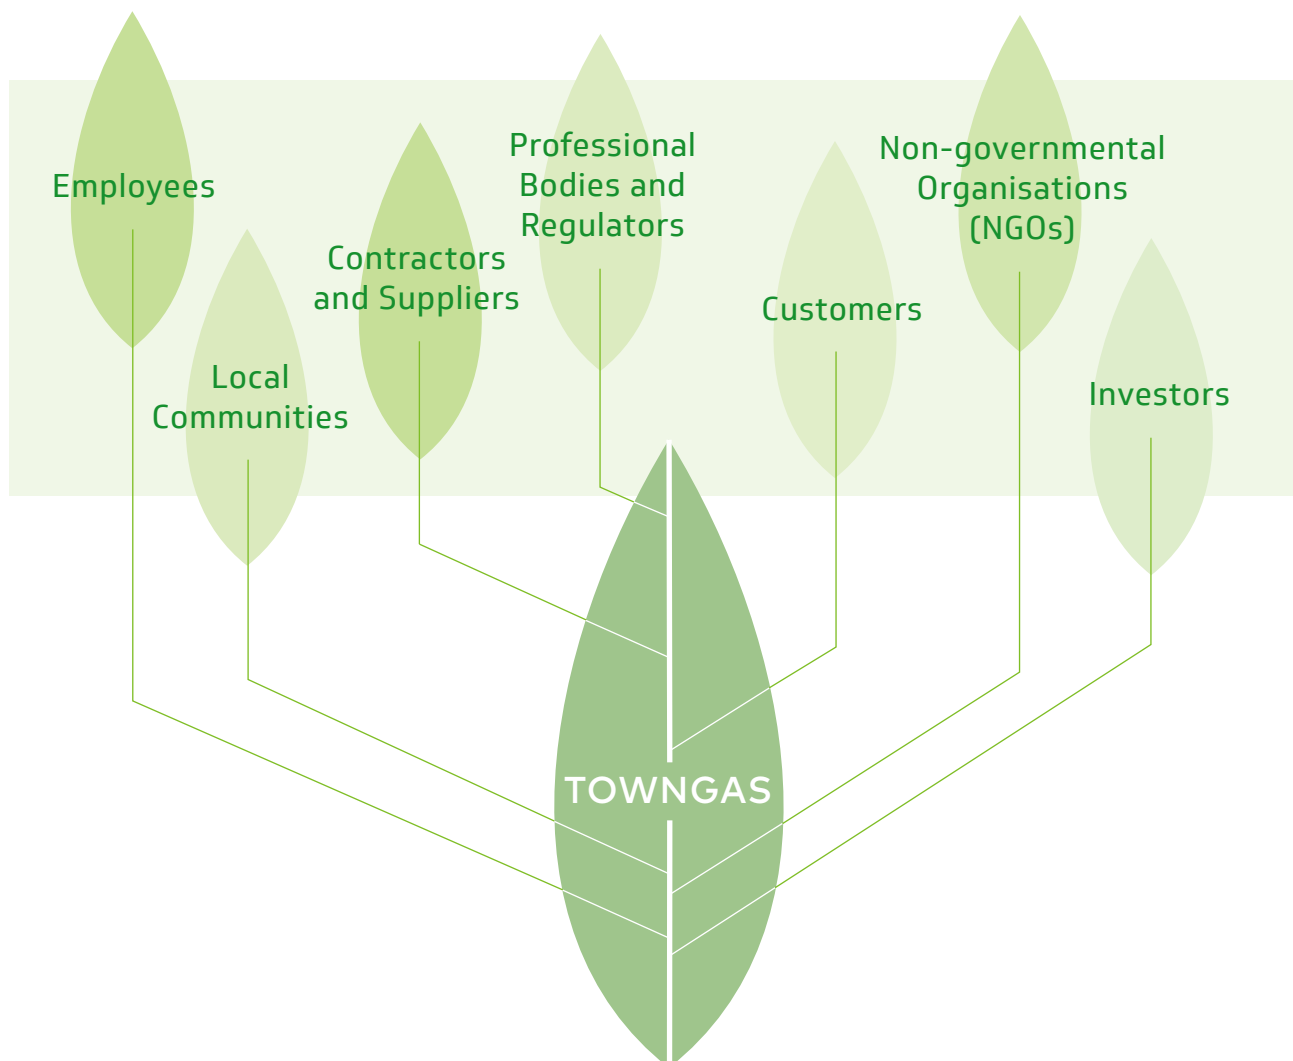 Employees
Local
Communities
Contractors
and Suppliers
Professional
Bodies and
Regulators
Customers
Non-governmental
Organisations
(NGOs)
Investors
TOWNGAS